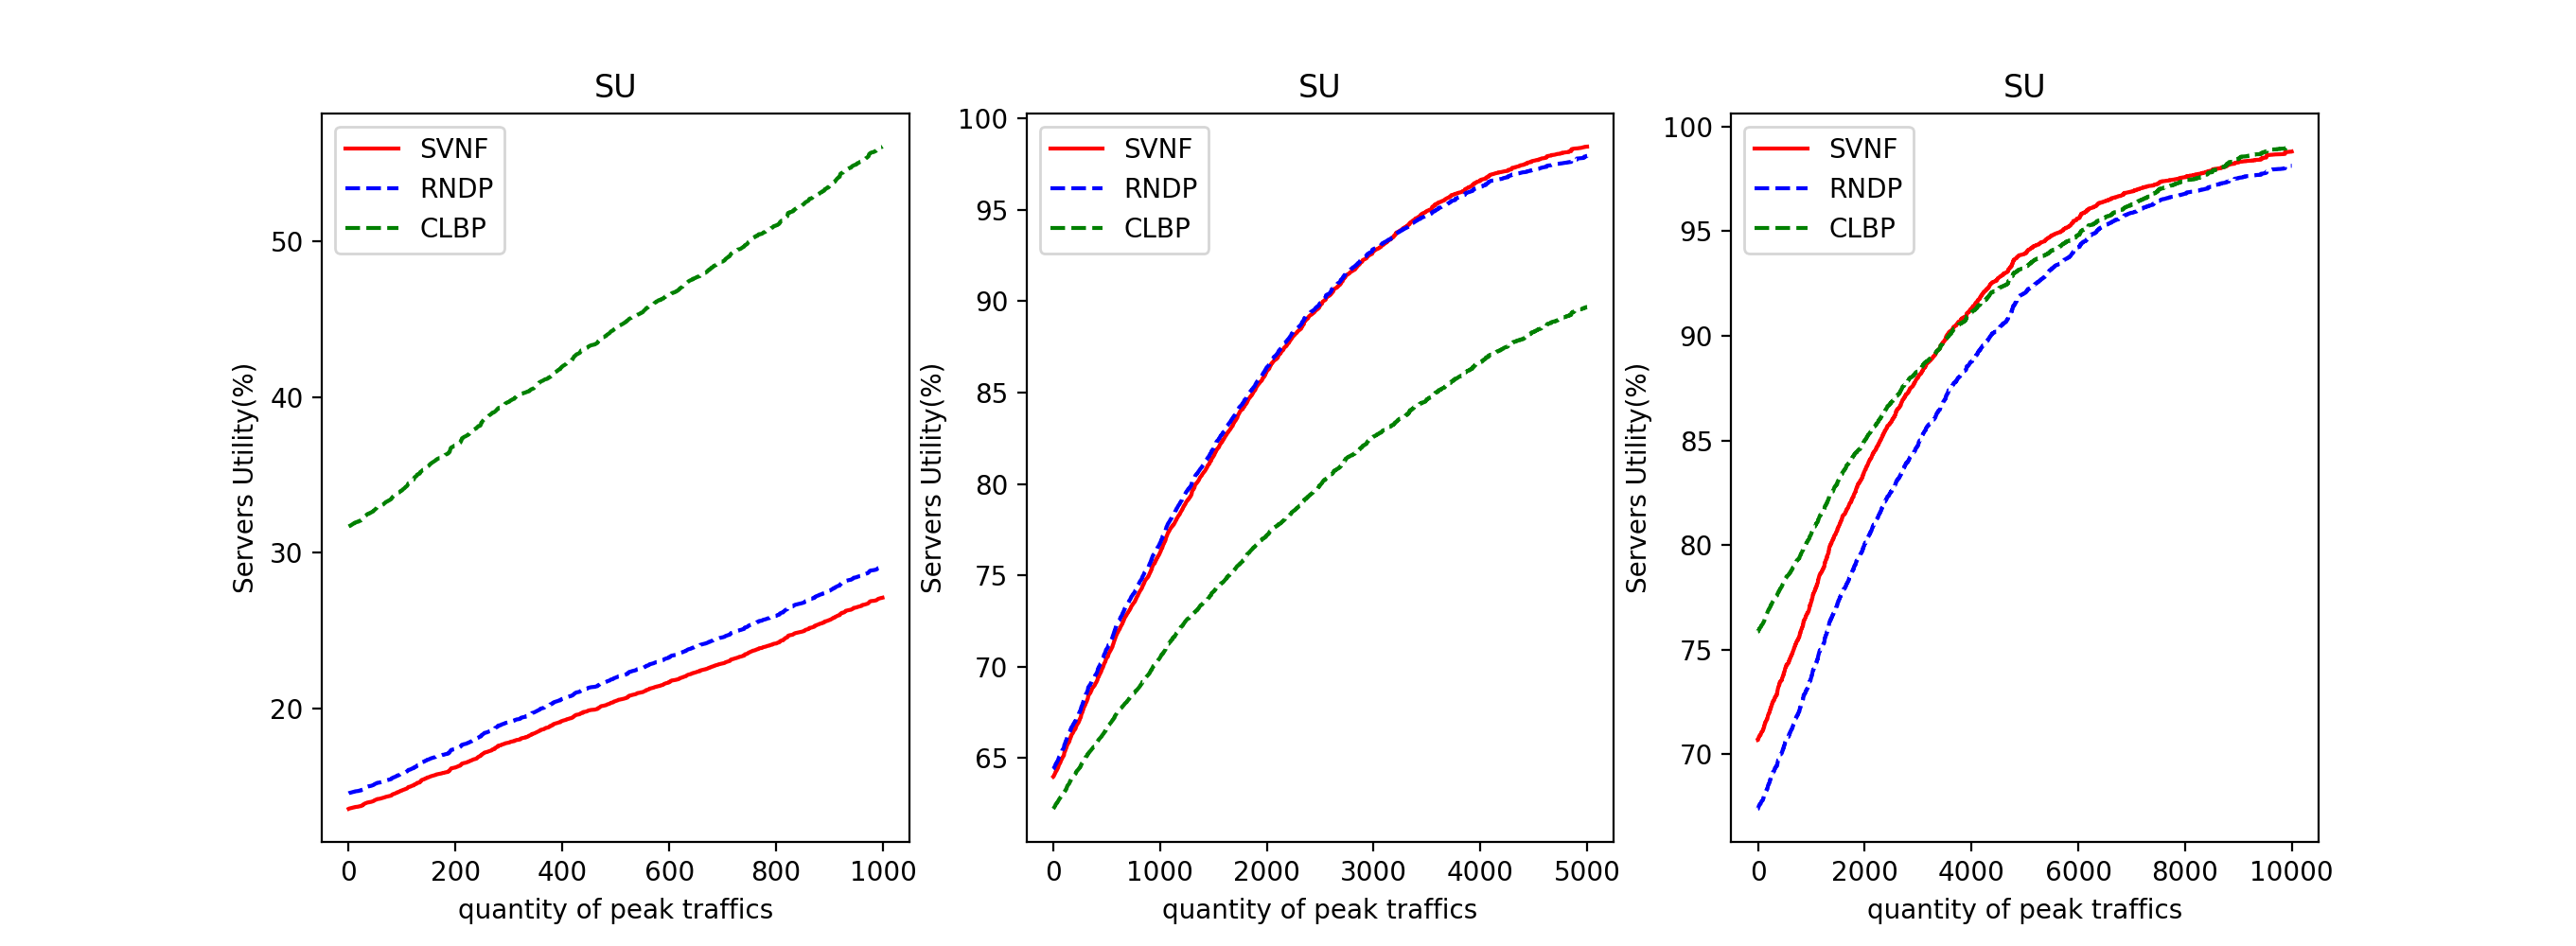 SU
SVNF
RNDP
CLBP
50
40
30
20
Servers Utility(%)
0 200 400 600 800 1000
quantity of peak traffics
SU
SVNF
RNDP
CLBP
100
95
90
85
80
75
70
65
Servers Utility(%)
0 1000 2000 3000 4000 5000
quantity of peak traffics
SU
SVNF
RNDP
CLBP
100
95
90
85
80
75
70
Servers Utility(%)
0 2000 4000 6000 8000 10000
quantity of peak traffics